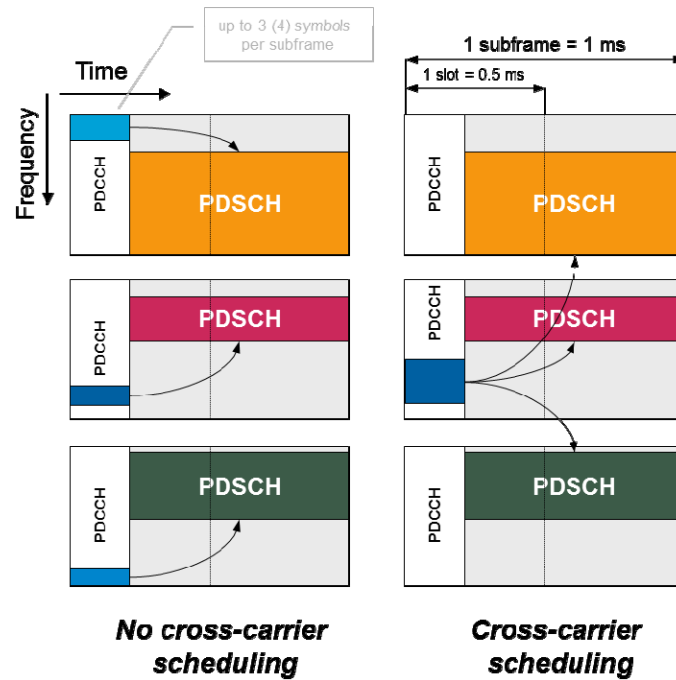 up to 3 (4) symbols
per subframe
Time
Frequency
PDCCH
PDSCH
PDCCH
PDSCH
PDCCH
PDSCH
No cross-carrier
scheduling
1 subframe = 1 ms
1 slot = 0.5 ms
PDCCH
PDSCH
PDCCH
PDSCH
PDCCH
PDSCH
Cross-carrier
scheduling